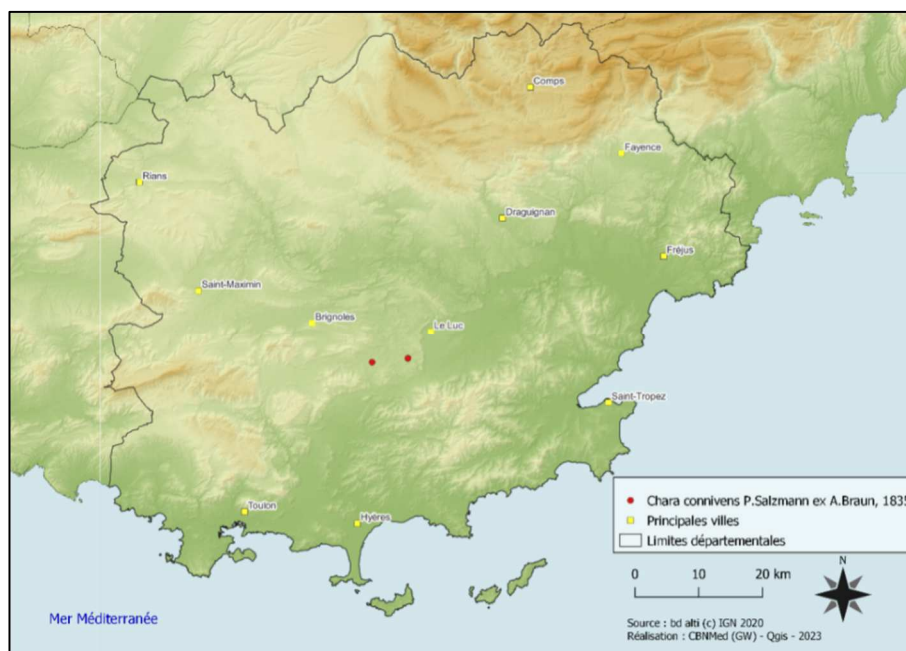 Comps
Fayence
Rians
Draguignan
Fréjus
Saint-Maximin
Brignoles
Le Luc
Saint-Tropez
Toulon
Hyères
Chara connivens P.Salzmann ex A.Braun, 1835
Principales villes
Limites départementales
0 10 20 km
N
Mer Méditerranée
Source : bd alti (c) IGN 2020
Réalisation : CBNMed (GW) - Qgis - 2023